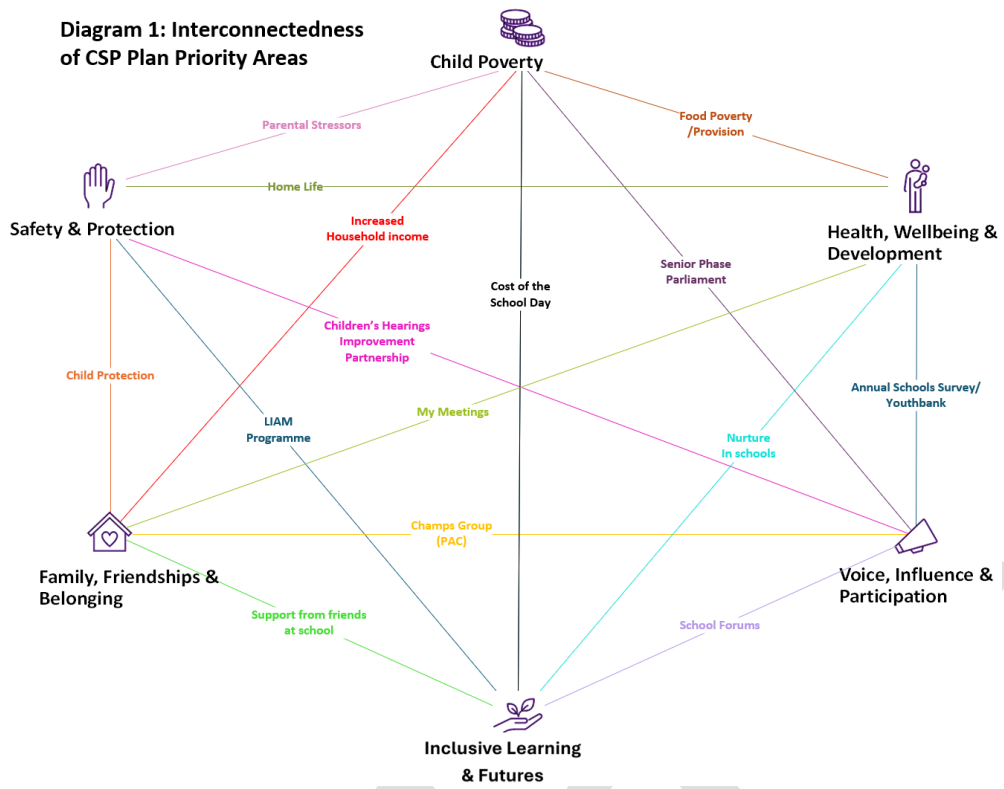 Diagram 1: Interconnectedness
of CSP Plan Priority Areas
Child Poverty
Parental Stressors
Food Poverty
/Provision
Home Life
Safety & Protection
Increased
Household income
Health, Wellbeing &
Development
Senior Phase
Parliament
Cost of the
School Day
Children's Hearings
Improvement
Partnership
Child Protection
Annual Schools Survey/
Youthbank
My Meetings
LIAM
Programme
Nurture
In schools
Champs Group
(PAC)
Family, Friendships &
Belonging
Voice, Influence &
Participation
Support from friends
at school
School Forums
Inclusive Learning
& Futures